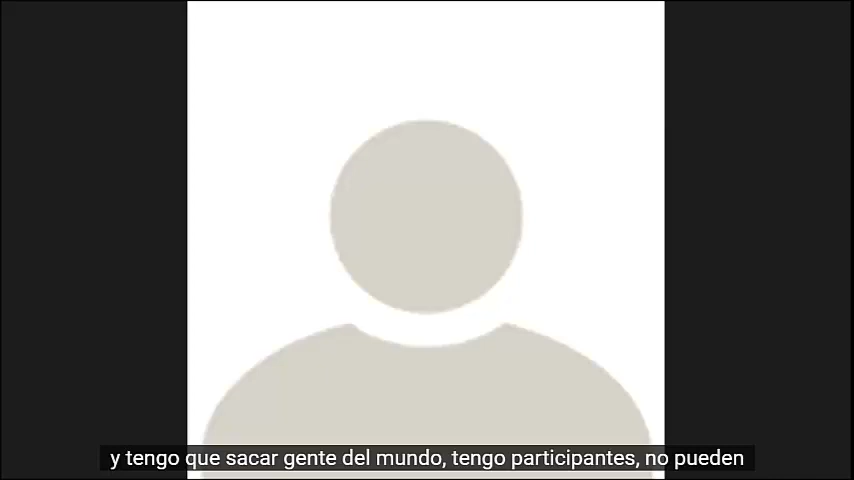 y tengo que sacar gente del mundo, tengo participantes, no pueden